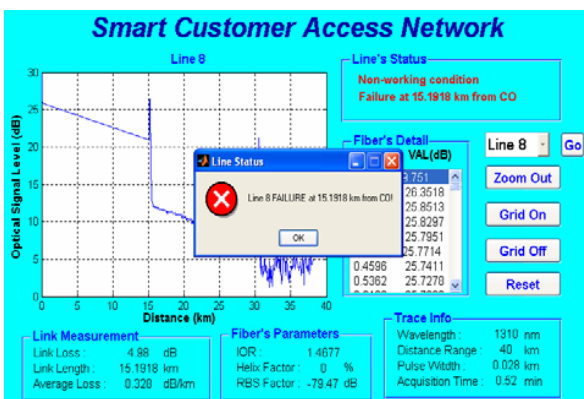 Smart Customer Access Network
Line 8
Optical Signal Level (dB)
30
25
20
15
10
5
0
0 5 10 15 20 25 30 35 40
Distance (km)
Line's Status
Non-working condition
Failure at 15.1918 km from CO
Fiber's Detail
VAL(dB)
26.3518
25.8513
25.8297
25.7951
25.7714
0.4596 25.7411
0.5362 25.7278
Line Status
Line 8 FAILURE at 15.1918 km from CO!
OK
Line 8
Go
Zoom Out
Grid On
Grid Off
Reset
Link Measurement
Link Loss : 4.98 dB
Link Length : 15.1918 km
Average Loss : 0.328 dB/km
Fiber's Parameters
IOR : 1.4677
Helix Factor : 0 %
RBS Factor : -79.47 dB
Trace Info
Wavelength : 1310 nm
Distance Range : 40 km
Pulse Witdth : 0.028 km
Acquisition Time : 0.52 min